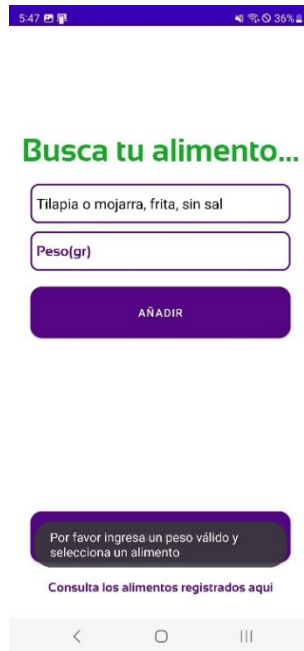 5:47
36%
Busca tu alimento...
Tilapia o mojarra, frita, sin sal
Peso(gr)
AÑADIR
Por favor ingresa un peso válido y
selecciona un alimento
Consulta los alimentos registrados aqui